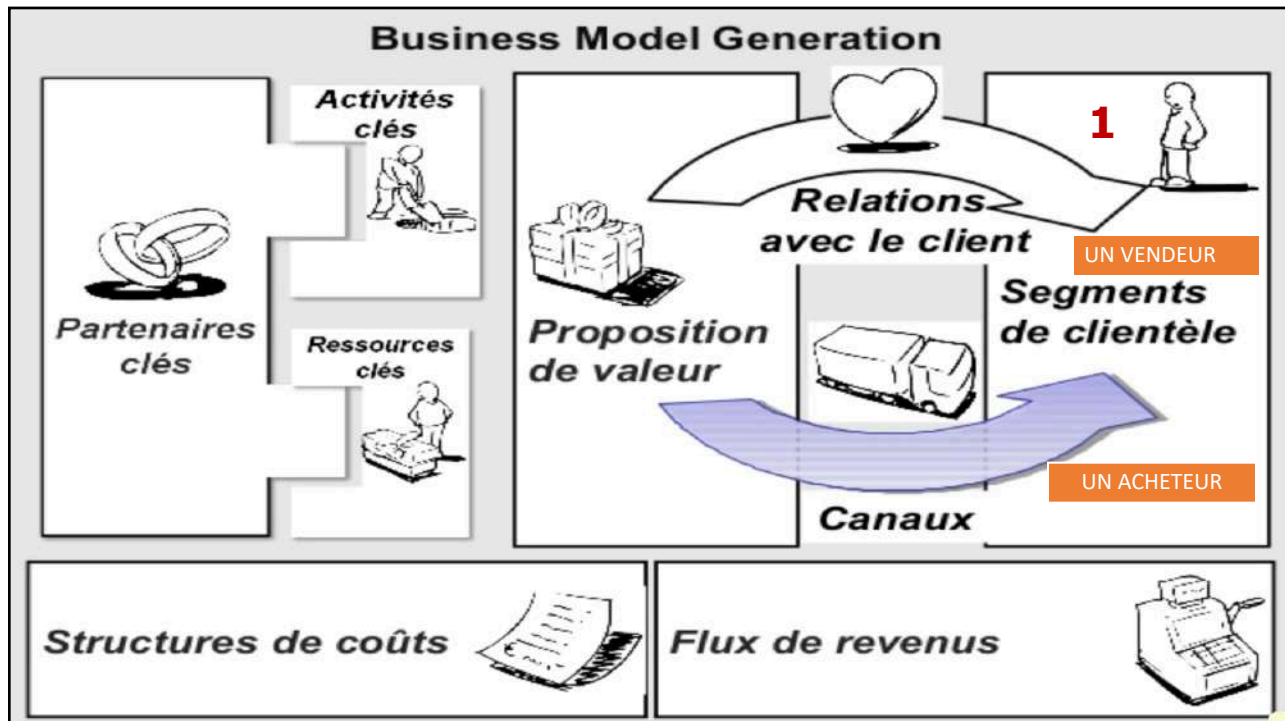 Business Model Generation
Activités
clés
Partenaires
clés
Ressources
clés
Proposition
de valeur
Relations
avec le client
1
UN VENDEUR
Segments
de clientèle
UN ACHETEUR
Canaux
Structures de coûts
Flux de revenus